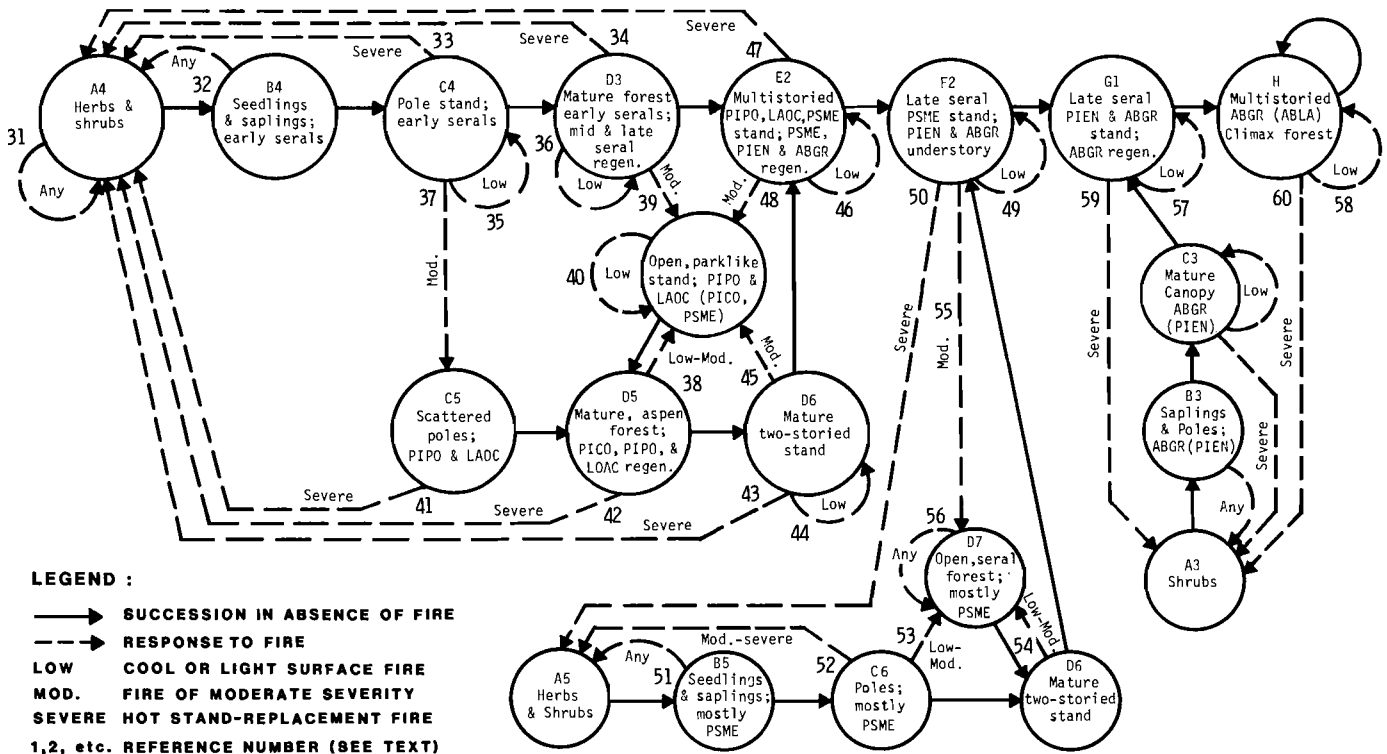 33
Severe
34
Severe
47
Severe
31
Any
A4
Herbs &
shrubs
32
Any
B4
Seedlings
& saplings;
early serals
C4
Pole stand;
early serals
37
Low
35
D3
Mature forest
early serals;
mid & late
seral
regen.
36
Low
Mod.
39
E2
Multistoried
PIPO,LAOC,PSME
stand; PSME,
PIEN & ABGR
regen.
Mod.
48
Low
46
F2
Late seral
PSME stand;
PIEN & ABGR
understory
50
Low
49
G1
Late seral
PIEN & ABGR
stand;
ABGR regen.
59
Low
57
H
Multistoried
ABGR (ABLA)
Climax forest
60
Low
58
Mod.
40
Low
Open,parklike
stand; PIPO &
LAOC (PICO,
PSME)
Low-Mod.
38
45
Mod.
Severe
55
Mod.
C3
Mature
Canopy
ABGR
(PIEN)
Low
Severe
Severe
Severe
C5
Scattered
poles;
PIPO & LAOC
Severe
41
D5
Mature, aspen
forest;
PICO, PIPO, &
LOAC regen.
Severe
42
D6
Mature
two-storied
stand
43
Severe
44
Low
B3
Saplings
& Poles;
ABGR(PIEN)
Any
A3
Shrubs
56
Any
D7
Open,seral
forest;
mostly
PSME
Mod.-severe
53
Low-
Mod.
54
Low-Mod.
A5
Herbs
& Shrubs
51
Any
B5
Seedlings
& saplings;
mostly
PSME
52
C6
Poles;
mostly
PSME
D6
Mature
two-storied
stand
LEGEND :
SUCCESSION IN ABSENCE OF FIRE
RESPONSE TO FIRE
LOW COOL OR LIGHT SURFACE FIRE
MOD. FIRE OF MODERATE SEVERITY
SEVERE HOT STAND-REPLACEMENT FIRE
1,2, etc. REFERENCE NUMBER (SEE TEXT)